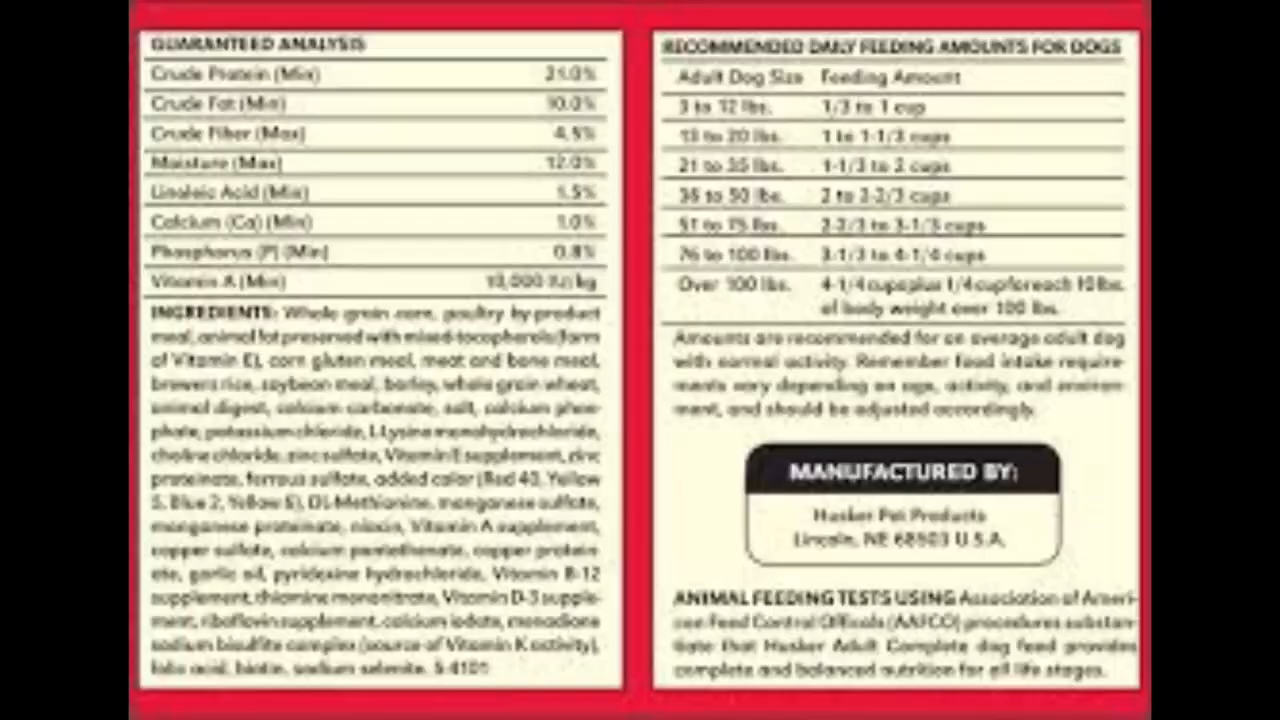 GUARANTEED ANALYSIS
Crude Protein (Min) 21.0%
Crude Fat (Min) 10.0%
Crude Fiber (Max) 4.5%
Moisture (Max) 12.0%
Linoleic Acid (Min) 1.5%
Calcium (Ca) (Min) 1.0%
Phosphorus (P) (Min) 0.8%
Vitamin A (Min) 10,000 IU/kg
INGREDIENTS: Whole grain corn, poultry by-product
meal, animal fat preserved with mixed-tocopherols (form
of Vitamin E), corn gluten meal, meat and bone meal,
brewers rice, soybean meal, barley, whole grain wheat,
animal digest, calcium carbonate, salt, calcium phos-
phate, potassium chloride, L-Lysine monohydrochloride,
choline chloride, zinc sulfate, Vitamin E supplement, zinc
proteinate, ferrous sulfate, added color (Red 40, Yellow
5, Blue 2, Yellow 6), DL-Methionine, manganese sulfate,
manganese proteinate, niacin, Vitamin A supplement,
copper sulfate, calcium pantothenate, copper protein-
ate, garlic oil, pyridoxine hydrochloride, Vitamin B-12
supplement, thiamine mononitrate, Vitamin D-3 supple-
ment, riboflavin supplement, calcium iodate, menadione
sodium bisulfite complex (source of Vitamin K activity),
folic acid, biotin, sodium selenite. S-4101
RECOMMENDED DAILY FEEDING AMOUNTS FOR DOGS
Adult Dog Size Feeding Amount
3 to 12 lbs. 1/3 to 1 cup
13 to 20 lbs. 1 to 1-1/3 cups
21 to 35 lbs. 1-1/3 to 2 cups
36 to 50 lbs. 2 to 2-2/3 cups
51 to 75 lbs. 2-2/3 to 3-1/3 cups
76 to 100 lbs. 3-1/3 to 4-1/4 cups
Over 100 lbs. 4-1/4 cups plus 1/4 cup for each 10 lbs.
of body weight over 100 lbs.
Amounts are recommended for an average adult dog
with normal activity. Remember food intake require-
ments vary depending on age, activity, and environ-
ment, and should be adjusted accordingly.
MANUFACTURED BY:
Husker Pet Products
Lincoln, NE 68503 U.S.A.
ANIMAL FEEDING TESTS USING Association of Ameri-
can Feed Control Officals (AAFCO) procedures substan-
tiate that Husker Adult Complete dog feed provides
complete and balanced nutrition for all life stages.